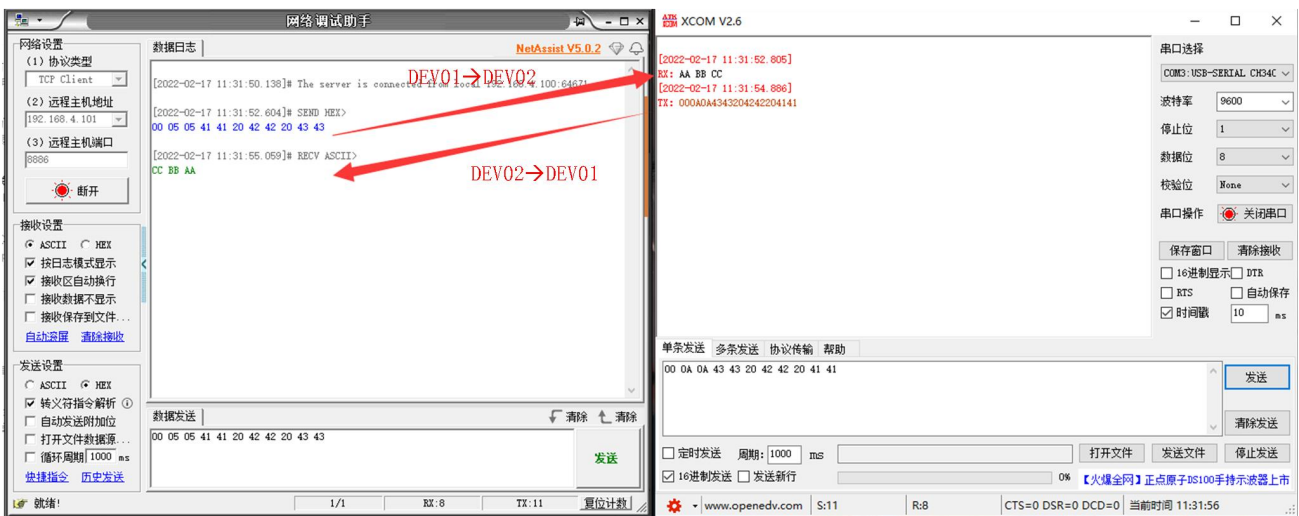 网络调试助手
网络设置
(1) 协议类型
TCP Client
(2) 远程主机地址
192.168.4.101
(3) 远程主机端口
8886
断开
接收设置
ASCII HEX
按日志模式显示
接收区自动换行
接收数据不显示
接收保存到文件...
自动滚屏 清除接收
发送设置
ASCII HEX
转义符指令解析
自动发送附加位
打开文件数据源...
循环周期 1000 ms
快捷指令 历史发送
就绪!
数据日志
NetAssist V5.0.2
[2022-02-17 11:31:50.138]# The server is connected from local 192.168.4.100:64671
DEV01→DEV02
[2022-02-17 11:31:52.604]# SEND HEX>
00 05 05 41 41 20 42 42 20 43 43
[2022-02-17 11:31:55.059]# RECV ASCII>
CC BB AA
DEV02→DEV01
数据发送
清除 清除
00 05 05 41 41 20 42 42 20 43 43
发送
1/1
RX:8
TX:11
复位计数
ATK
XCOM V2.6
[2022-02-17 11:31:52.805]
RX: AA BB CC
[2022-02-17 11:31:54.886]
TX: 000A0A4343204242204141
串口选择
COM3:USB-SERIAL CH34C
波特率 9600
停止位 1
数据位 8
校验位 None
串口操作 关闭串口
保存窗口 清除接收
16进制显示 DTR
RTS 自动保存
时间戳 10 ms
单条发送 多条发送 协议传输 帮助
00 0A 0A 43 43 20 42 42 20 41 41
发送
清除发送
定时发送 周期: 1000 ms 打开文件 发送文件 停止发送
16进制发送 发送新行 0% 【火爆全网】正点原子DS100手持示波器上市
www.openedv.com S:11 R:8 CTS=0 DSR=0 DCD=0 当前时间 11:31:56